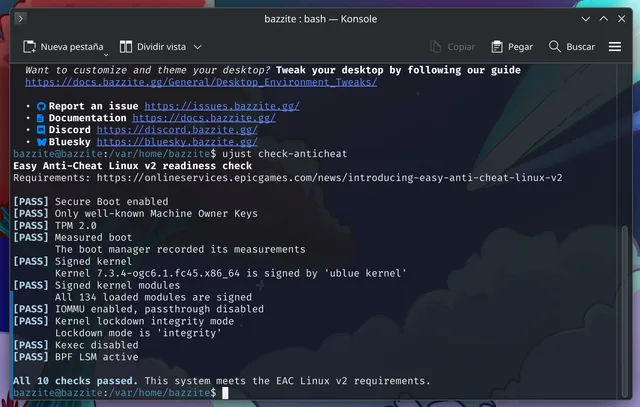 bazzite : bash — Konsole
Nueva pestaña
Dividir vista
Copiar
Pegar
Buscar
Want to customize and theme your desktop? Tweak your desktop by following our guide
https://docs.bazzite.gg/General/Desktop_Environment_Tweaks/
• Report an issue https://issues.bazzite.gg/
• Documentation https://docs.bazzite.gg/
• Discord https://discord.bazzite.gg/
• Bluesky https://bluesky.bazzite.gg/
bazzite@bazzite:/var/home/bazzite$ ujust check-anticheat
Easy Anti-Cheat Linux v2 readiness check
Requirements: https://onlineservices.epicgames.com/news/introducing-easy-anti-cheat-linux-v2
[PASS] Secure Boot enabled
[PASS] Only well-known Machine Owner Keys
[PASS] TPM 2.0
[PASS] Measured boot
The boot manager recorded its measurements
[PASS] Signed kernel
Kernel 7.3.4-ogc6.1.fc45.x86_64 is signed by 'ublue kernel'
[PASS] Signed kernel modules
All 134 loaded modules are signed
[PASS] IOMMU enabled, passthrough disabled
[PASS] Kernel lockdown integrity mode
Lockdown mode is 'integrity'
[PASS] Kexec disabled
[PASS] BPF LSM active
All 10 checks passed. This system meets the EAC Linux v2 requirements.
bazzite@bazzite:/var/home/bazzite$